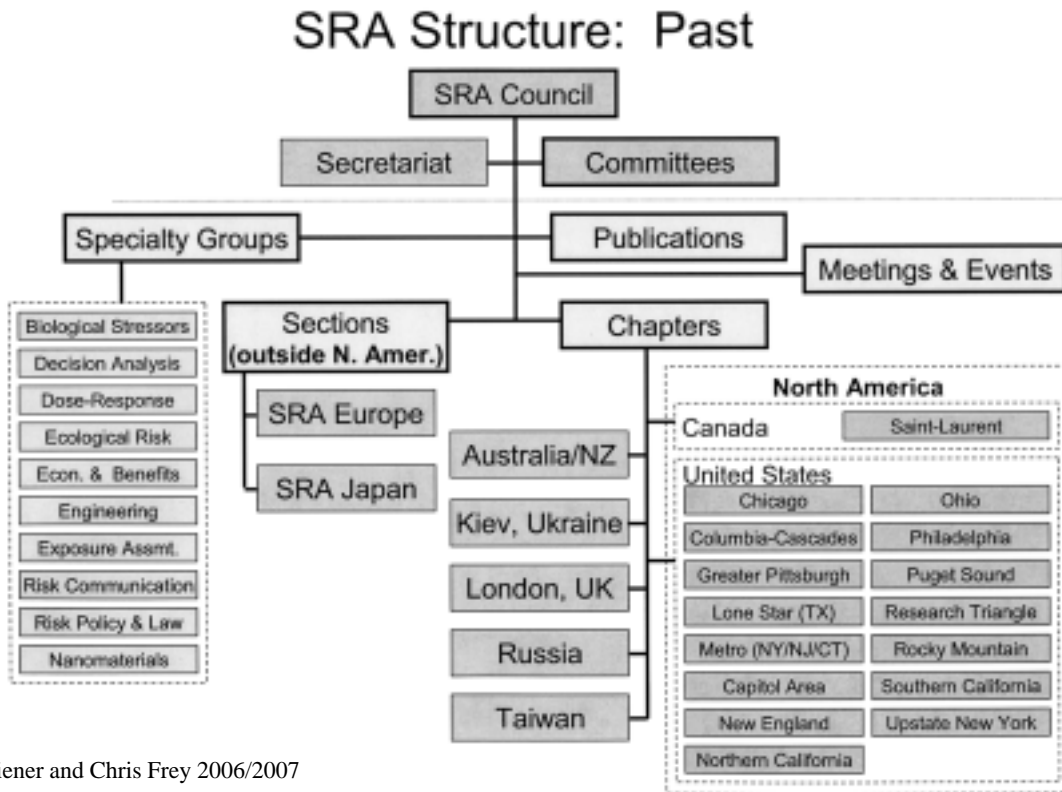 SRA Structure: Past
SRA Council
Secretariat
Committees
Specialty Groups
Publications
Meetings & Events
Biological Stressors
Decision Analysis
Dose-Response
Ecological Risk
Econ. & Benefits
Engineering
Exposure Assmt.
Risk Communication
Risk Policy & Law
Nanomaterials
Sections
(outside N. Amer.)
SRA Europe
SRA Japan
Chapters
Australia/NZ
Kiev, Ukraine
London, UK
Russia
Taiwan
North America
Canada
Saint-Laurent
United States
Chicago
Columbia-Cascades
Greater Pittsburgh
Lone Star (TX)
Metro (NY/NJ/CT)
Capitol Area
New England
Northern California
Ohio
Philadelphia
Puget Sound
Research Triangle
Rocky Mountain
Southern California
Upstate New York
iener and Chris Frey 2006/2007